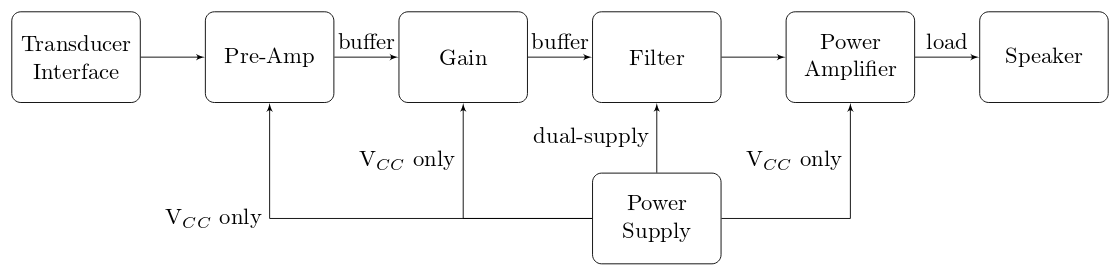 Transducer
Interface
Pre-Amp
buffer
Gain
buffer
Filter
Power
Amplifier
load
Speaker
dual-supply
V_CC only
V_CC only
Power
Supply
V_CC only